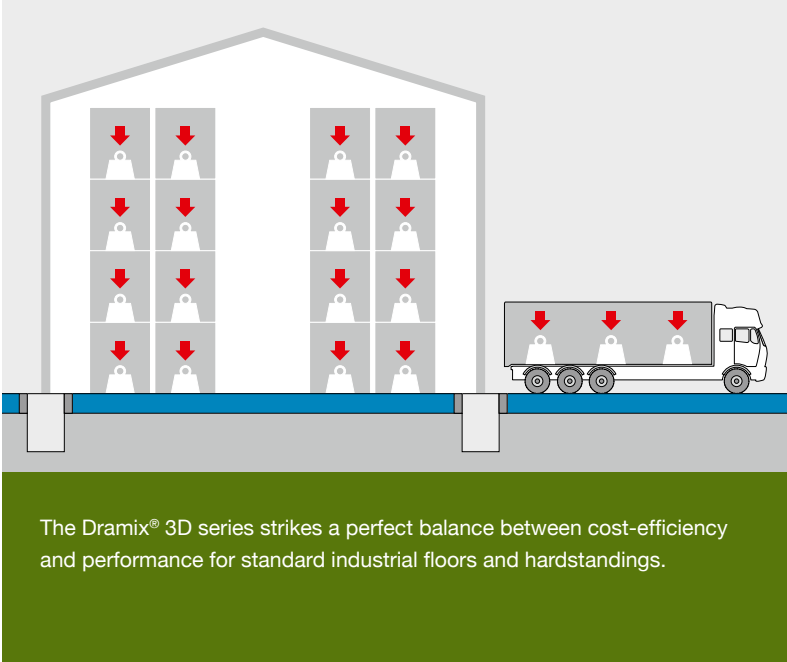 The Dramix® 3D series strikes a perfect balance between cost-efficiency
and performance for standard industrial floors and hardstandings.